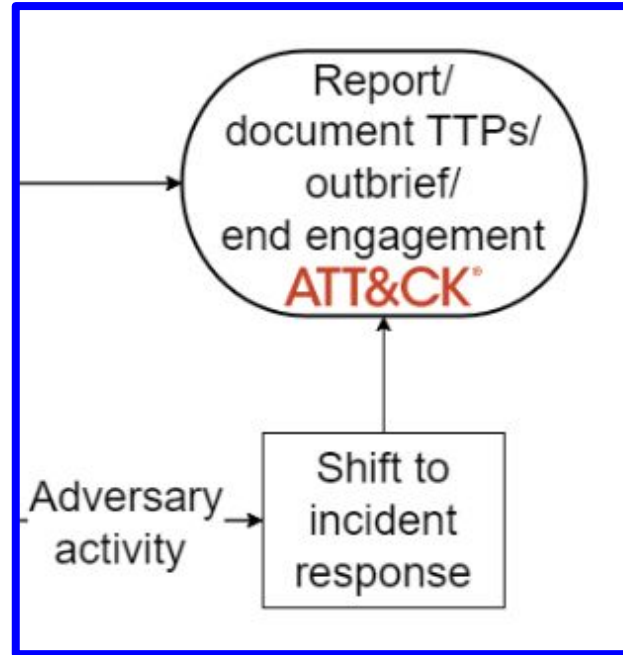 Report/
document TTPs/
outbrief/
end engagement
ATT&CK®
Adversary
activity
Shift to
incident
response